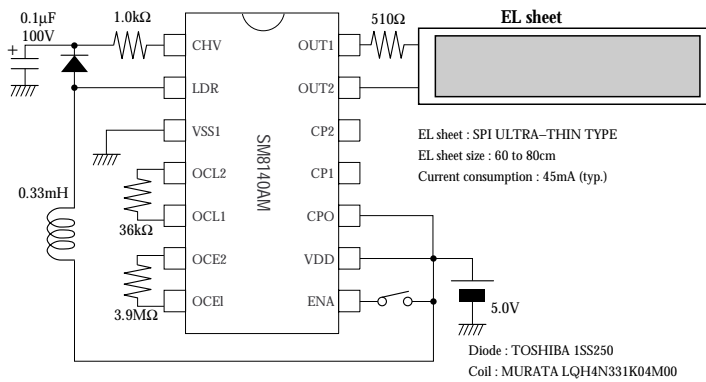 EL sheet
0.1μF
100V
+
1.0kΩ
CHV
OUT1
510Ω
LDR
OUT2
VSS1
CP2
SM8140AM
OCL2
CP1
0.33mH
OCL1
CPO
36kΩ
OCE2
VDD
OCEl
ENA
3.9MΩ
+
5.0V
EL sheet : SPI ULTRA–THIN TYPE
EL sheet size : 60 to 80cm
Current consumption : 45mA (typ.)
Diode : TOSHIBA 1SS250
Coil : MURATA LQH4N331K04M00